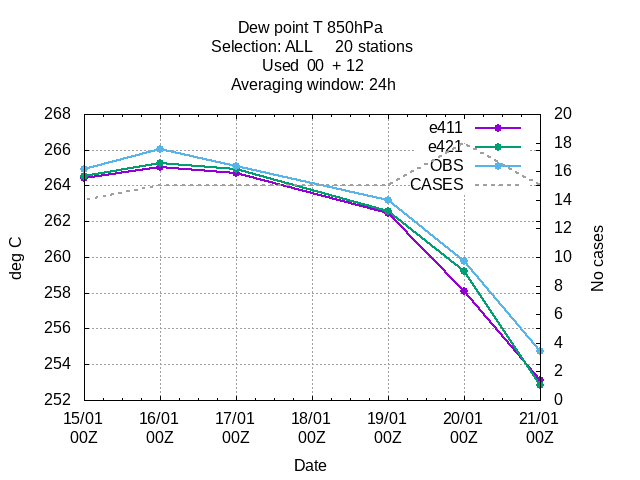 Dew point T 850hPa
Selection: ALL     20 stations
Used  00  + 12
Averaging window: 24h
268 20
266 18
264 16
262 14
260 12
258 10
256 8
254 6
252 4
2
0
e411
e421
OBS
CASES
deg C
No cases
15/01 16/01 17/01 18/01 19/01 20/01 21/01
00Z 00Z 00Z 00Z 00Z 00Z 00Z
Date